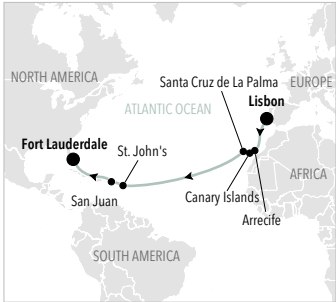 NORTH AMERICA
Santa Cruz de La Palma
EUROPE
ATLANTIC OCEAN
Lisbon
Fort Lauderdale
St. John's
San Juan
Canary Islands
AFRICA
Arrecife
SOUTH AMERICA